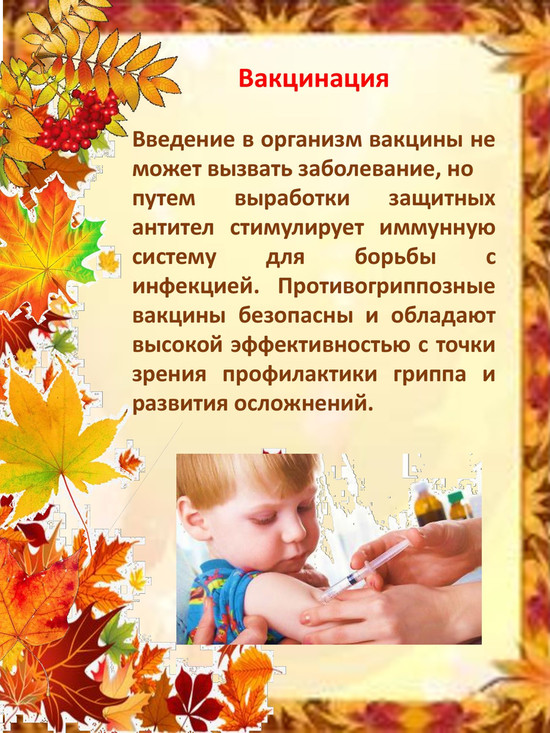 Вакцинация
Введение в организм вакцины не
может вызвать заболевание, но
путем выработки защитных
антител стимулирует иммунную
систему для борьбы с
инфекцией. Противогриппозные
вакцины безопасны и обладают
высокой эффективностью с точки
зрения профилактики гриппа и
развития осложнений.